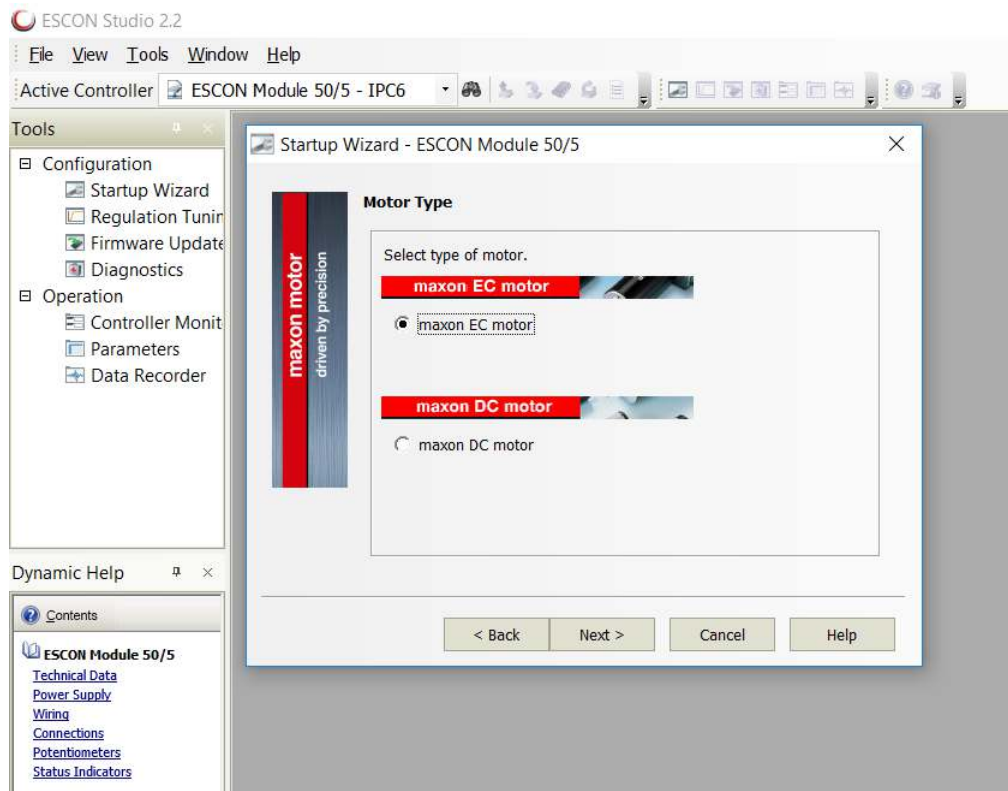 ESCON Studio 2.2
File View Tools Window Help
Active Controller ESCON Module 50/5 - IPC6
Tools
Configuration
Startup Wizard
Regulation Tunin
Firmware Update
Diagnostics
Operation
Controller Monit
Parameters
Data Recorder
Dynamic Help
Contents
ESCON Module 50/5
Technical Data
Power Supply
Wiring
Connections
Potentiometers
Status Indicators
Startup Wizard - ESCON Module 50/5
maxon motor
driven by precision
Motor Type
Select type of motor.
maxon EC motor
maxon EC motor
maxon DC motor
maxon DC motor
< Back Next > Cancel Help